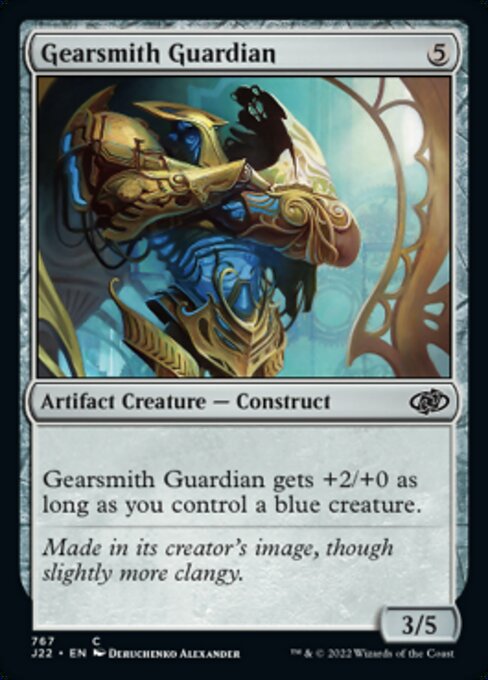 Gearsmith Guardian 5
Artifact Creature — Construct
Gearsmith Guardian gets +2/+0 as
long as you control a blue creature.
Made in its creator's image, though
slightly more clangy.
3/5
767 C
J22 • EN Deruchenko Alexander ™ & © 2022 Wizards of the Coast